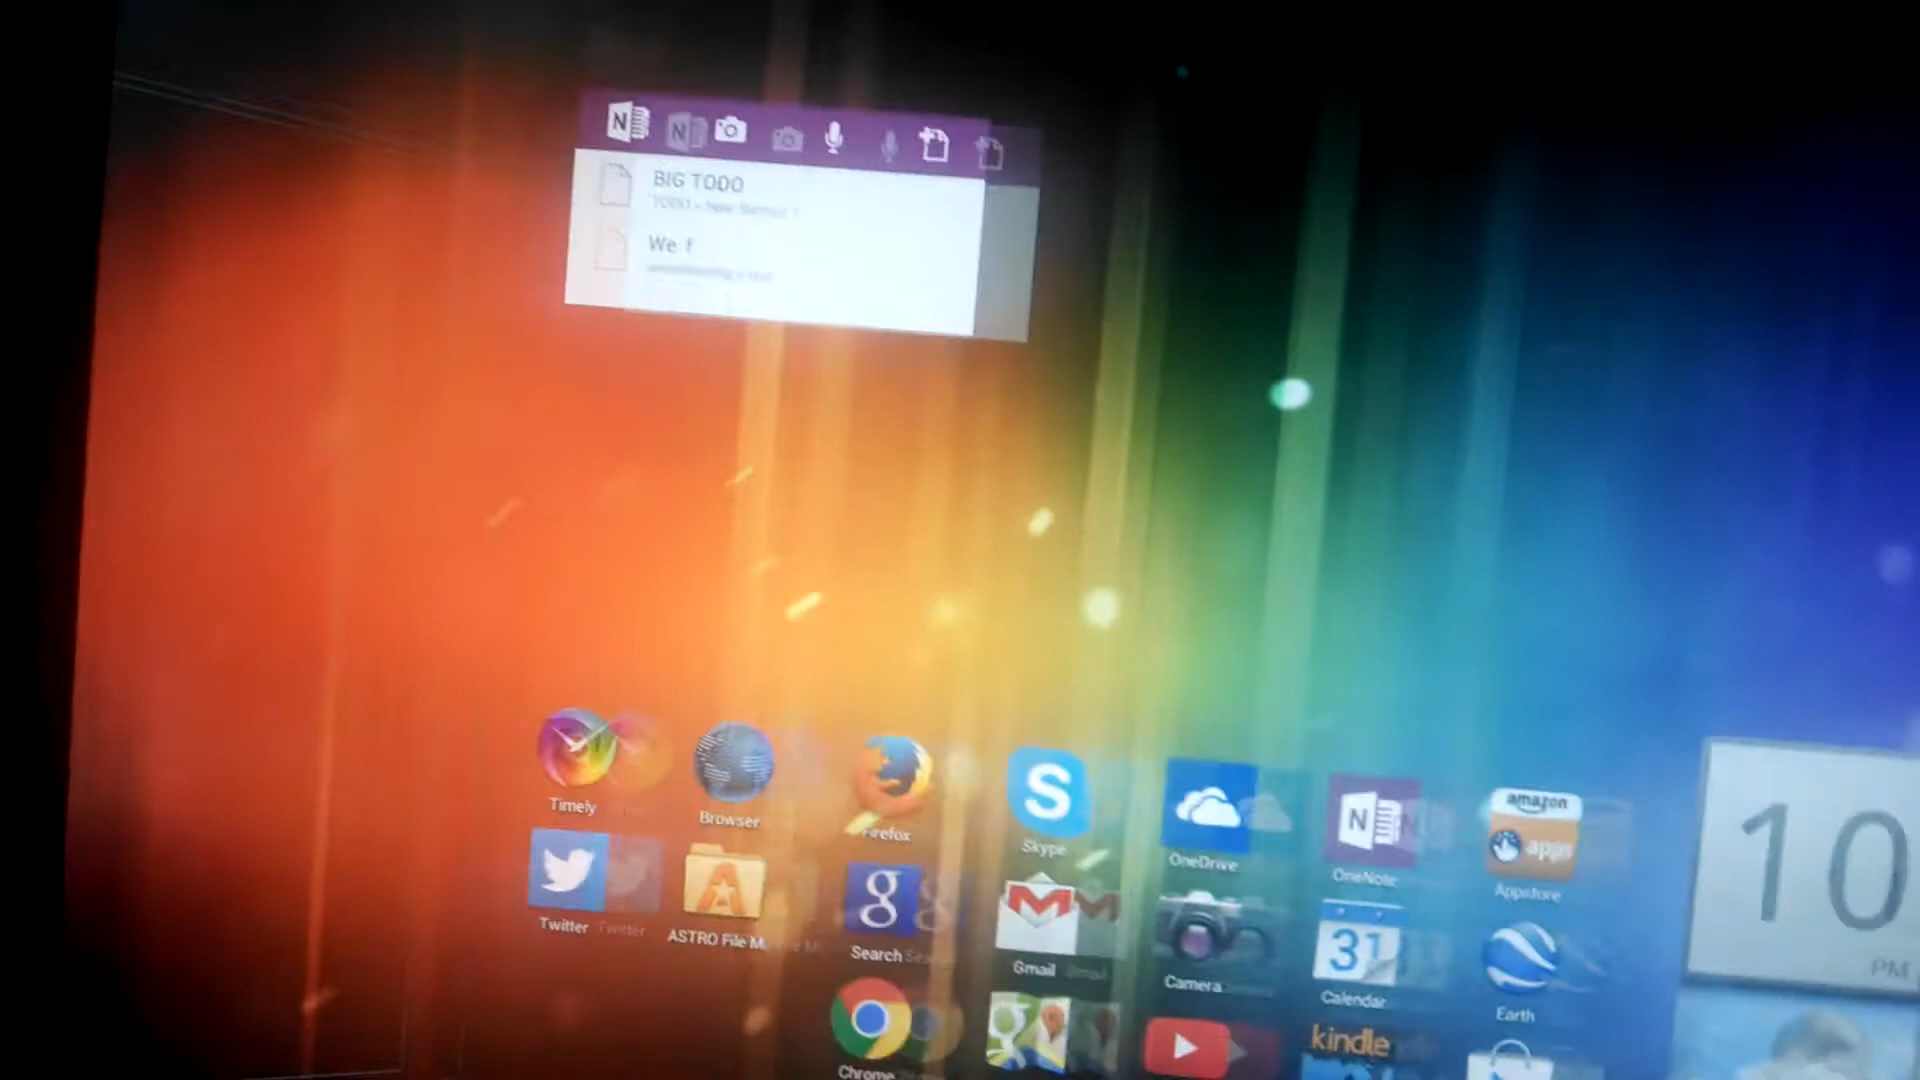 N
BIG TODO
We f
Timely
Browser
Firefox
Skype
OneDrive
N
OneNote
amazon
apps
Appstore
Twitter
ASTRO File M
Search
Gmail
Camera
31
Calendar
Earth
10
PM
Chrome
kindle